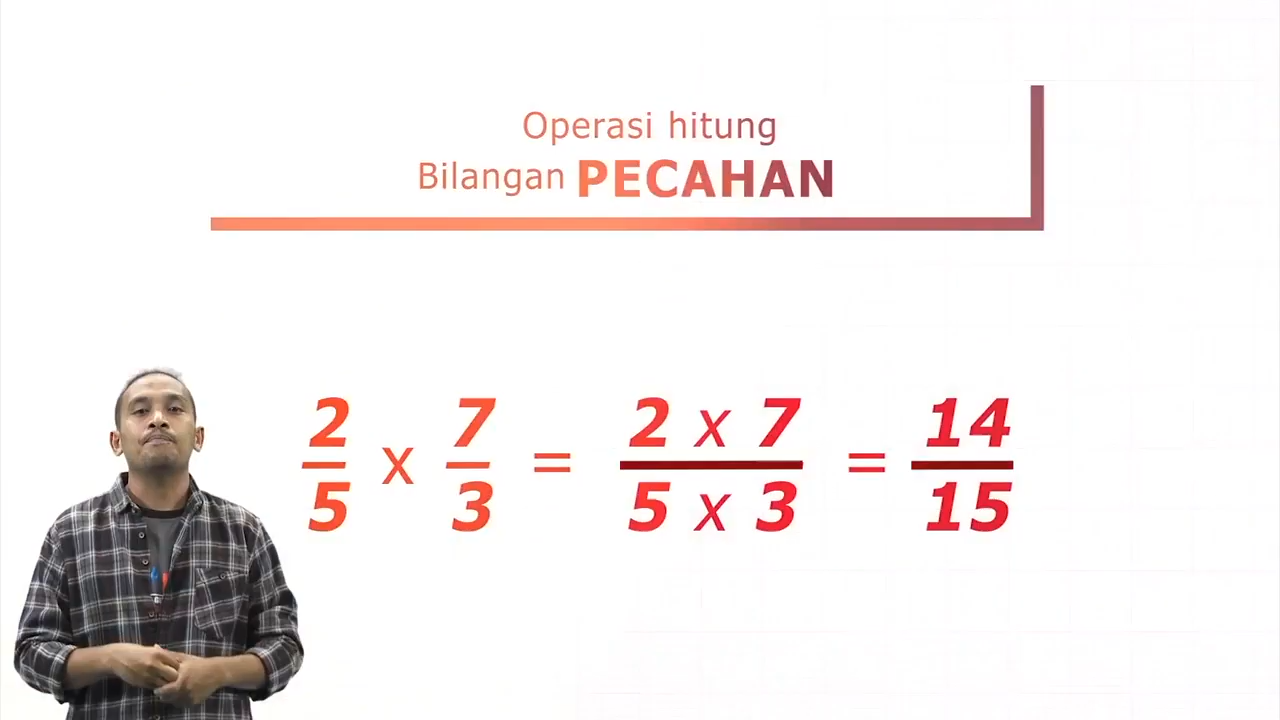 Operasi hitung
Bilangan PECAHAN
2/5 x 7/3 = 2 x 7/5 x 3 = 14/15